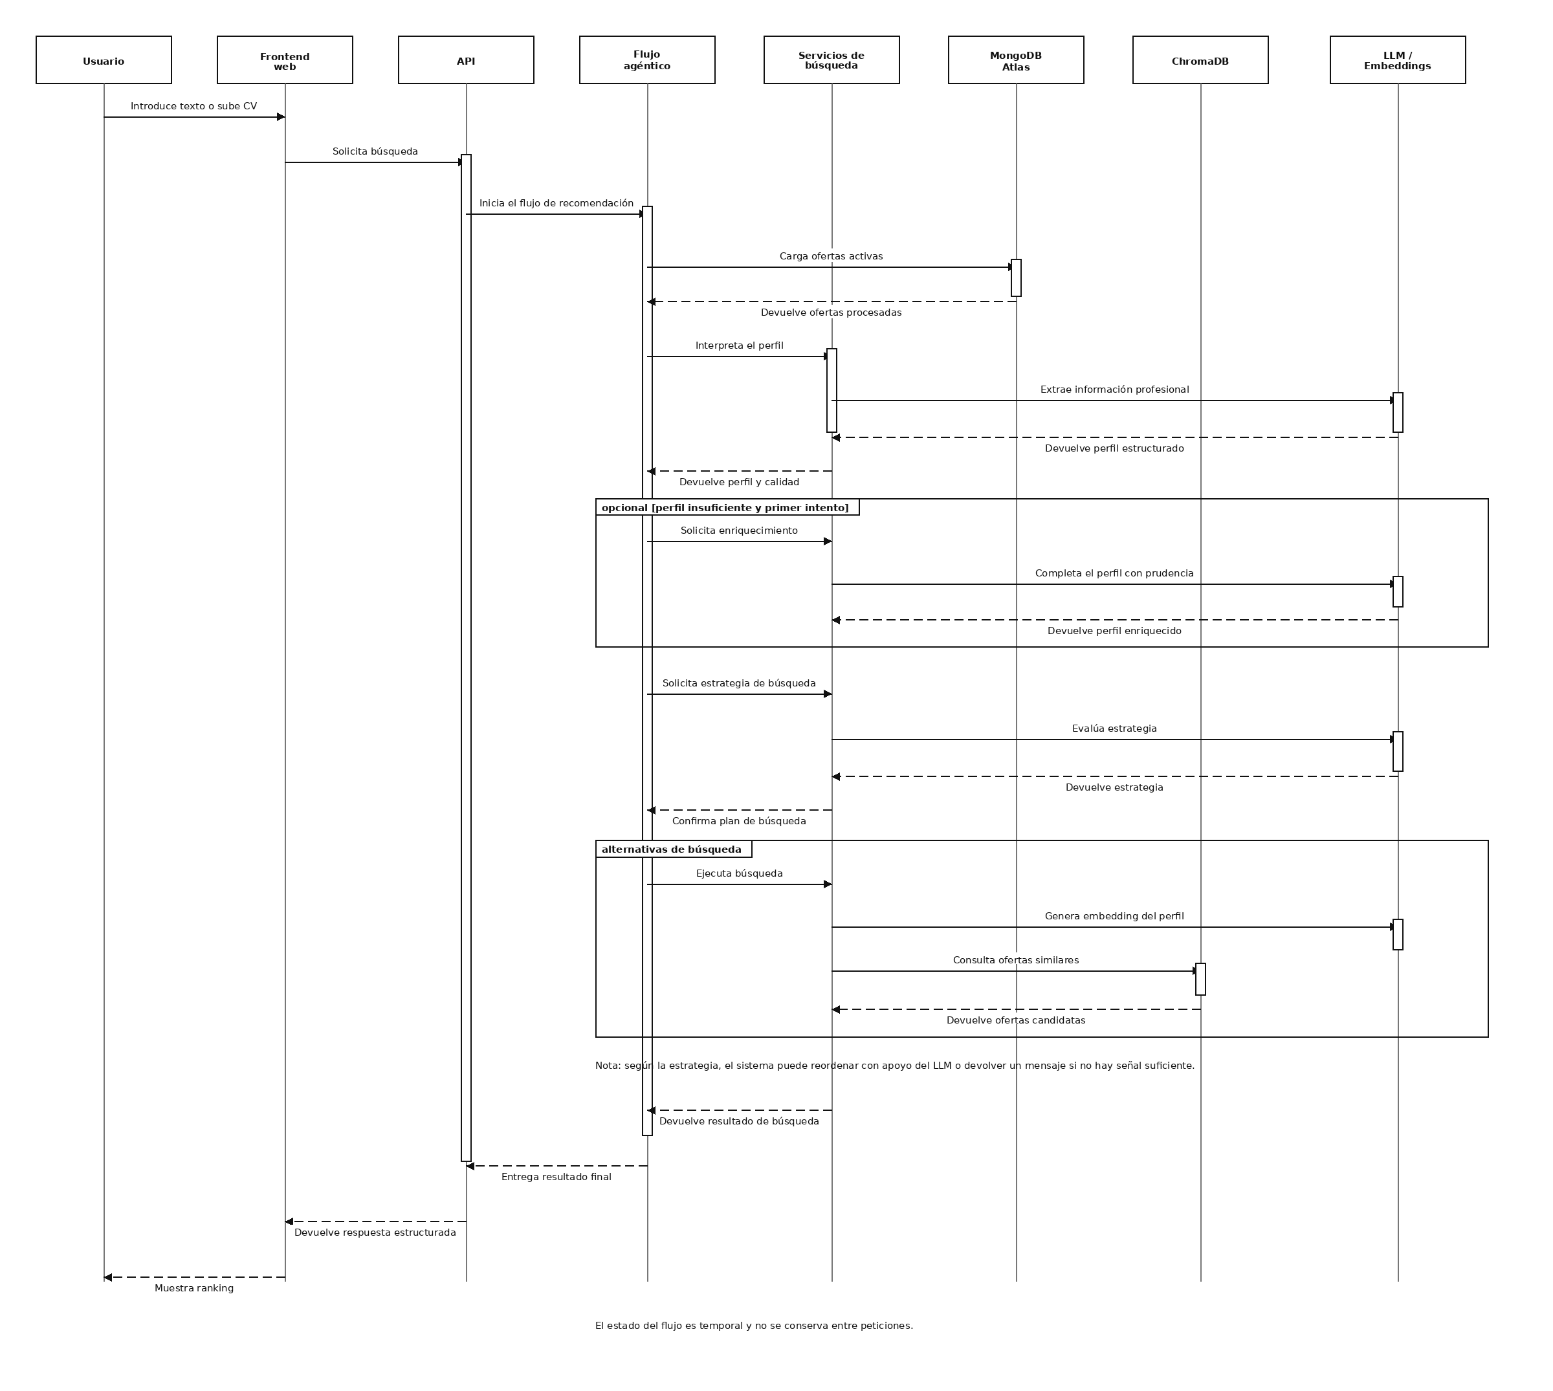 Usuario
Frontend
web
API
Flujo
agéntico
Servicios de
búsqueda
MongoDB
Atlas
ChromaDB
LLM /
Embeddings
Introduce texto o sube CV
Solicita búsqueda
Inicia el flujo de recomendación
Carga ofertas activas
Devuelve ofertas procesadas
Interpreta el perfil
Extrae información profesional
Devuelve perfil estructurado
Devuelve perfil y calidad
opcional [perfil insuficiente y primer intento]
Solicita enriquecimiento
Completa el perfil con prudencia
Devuelve perfil enriquecido
Solicita estrategia de búsqueda
Evalúa estrategia
Devuelve estrategia
Confirma plan de búsqueda
alternativas de búsqueda
Ejecuta búsqueda
Genera embedding del perfil
Consulta ofertas similares
Devuelve ofertas candidatas
Nota: según la estrategia, el sistema puede reordenar con apoyo del LLM o devolver un mensaje si no hay señal suficiente.
Devuelve resultado de búsqueda
Entrega resultado final
Devuelve respuesta estructurada
Muestra ranking
El estado del flujo es temporal y no se conserva entre peticiones.